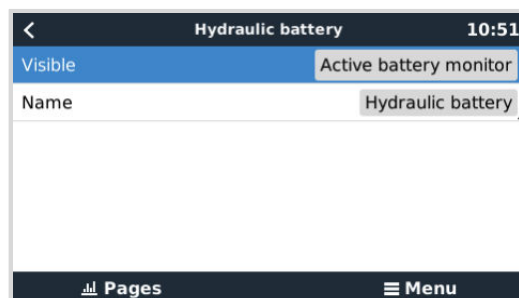 Hydraulic battery 10:51
Visible Active battery monitor
Name Hydraulic battery
Pages Menu